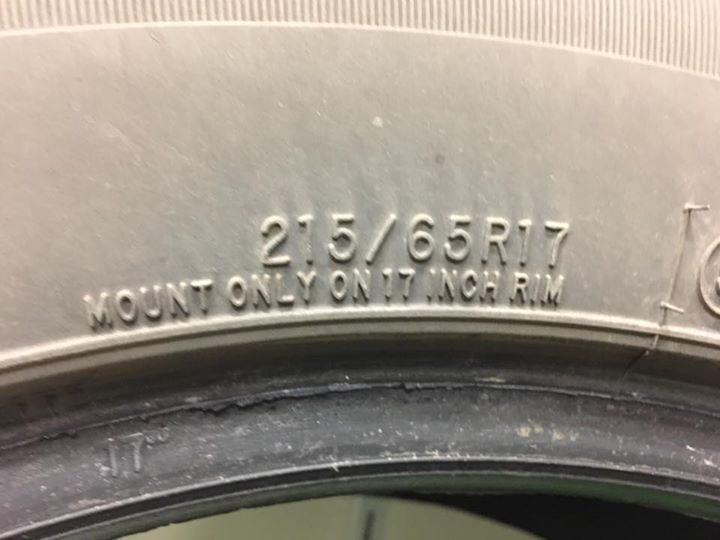 215/65R17
MOUNT ONLY ON 17 INCH RIM
17"